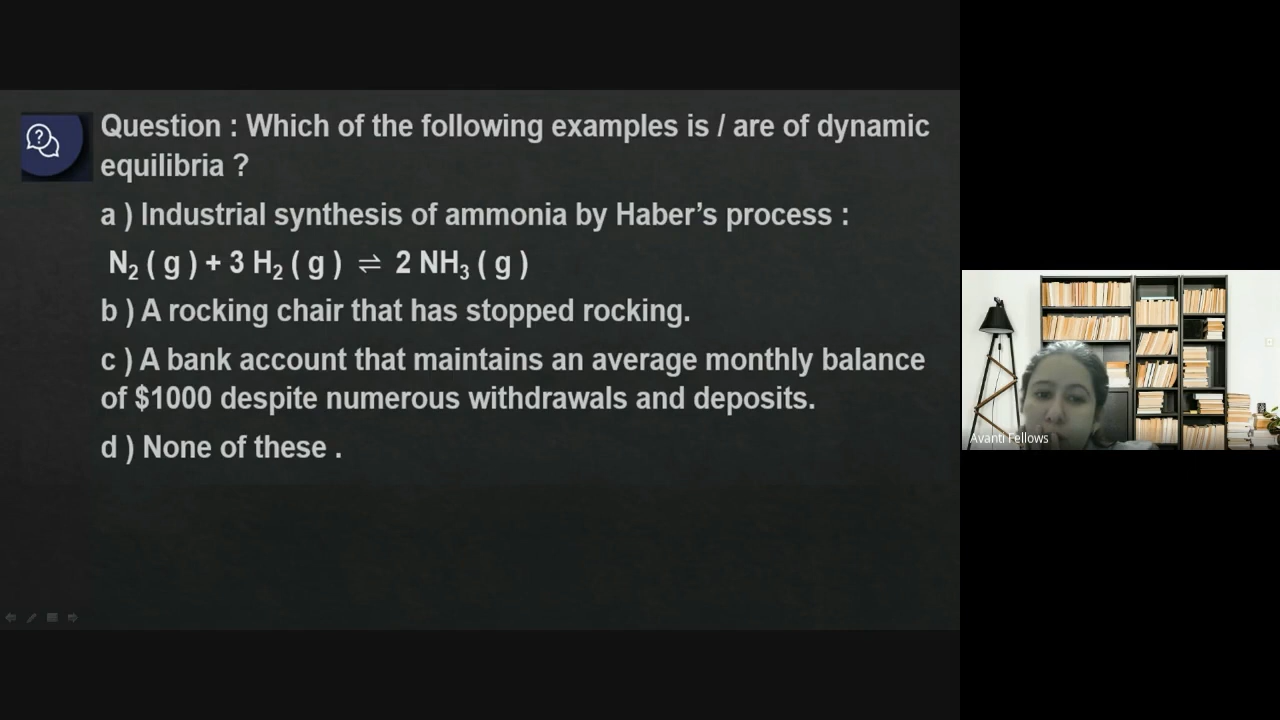 Question : Which of the following examples is / are of dynamic
equilibria ?
a ) Industrial synthesis of ammonia by Haber's process :
N₂ ( g ) + 3 H₂ ( g ) ⇌ 2 NH₃ ( g )
b ) A rocking chair that has stopped rocking.
c ) A bank account that maintains an average monthly balance
of $1000 despite numerous withdrawals and deposits.
d ) None of these .
Avanti Fellows